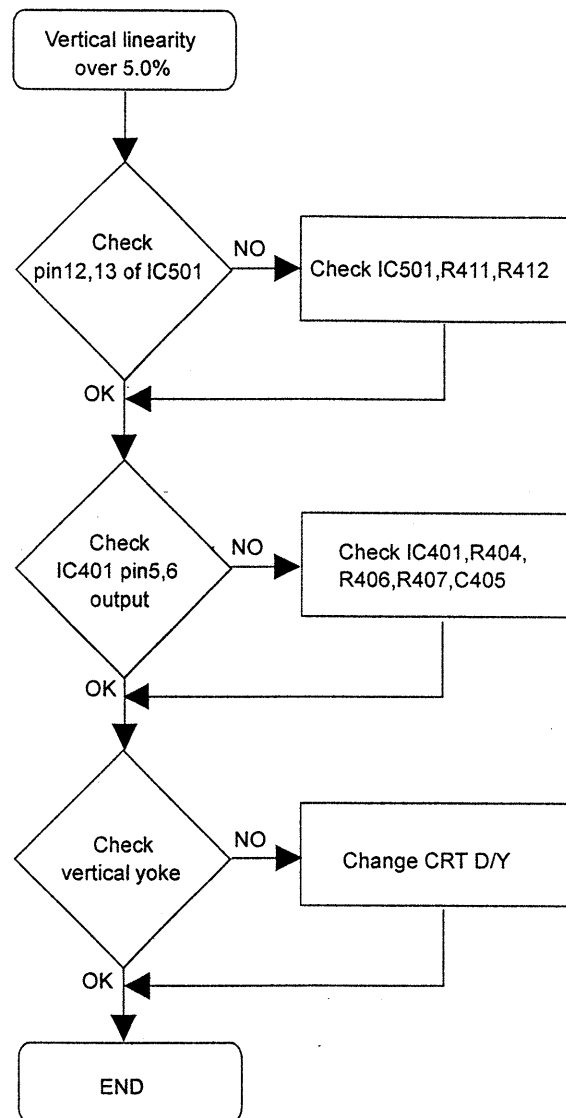 Vertical linearity
over 5.0%
Check
pin12,13 of IC501
NO
Check IC501,R411,R412
OK
Check
IC401 pin5,6
output
NO
Check IC401,R404,
R406,R407,C405
OK
Check
vertical yoke
NO
Change CRT D/Y
OK
END